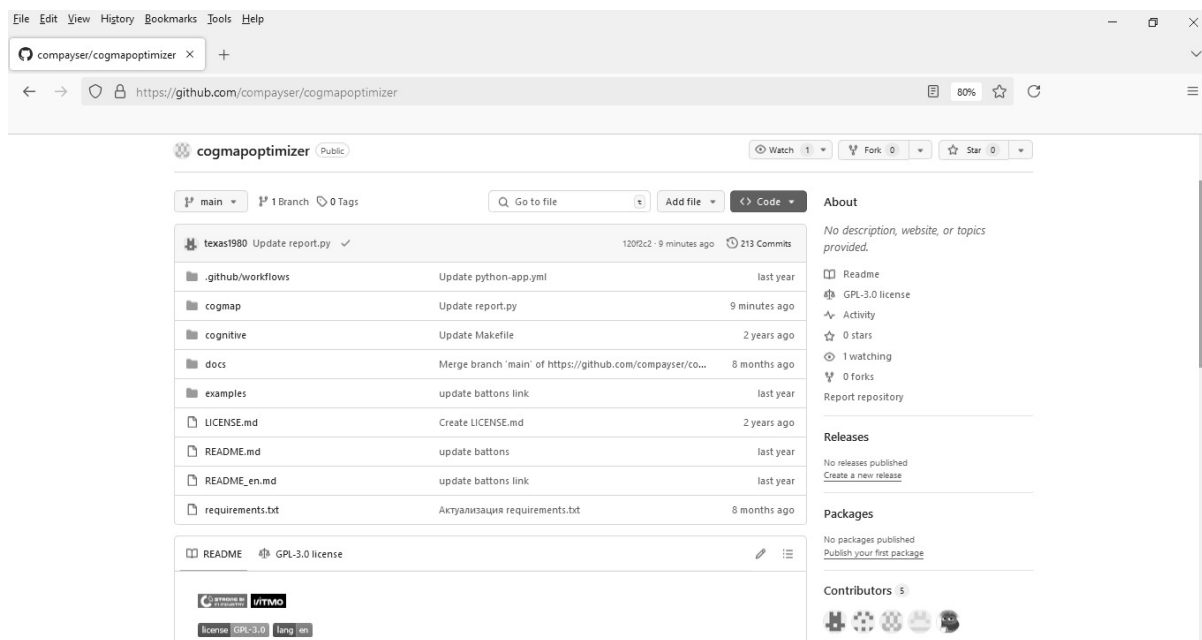 File Edit View History Bookmarks Tools Help
compayser/cogmapoptimizer
https://github.com/compayser/cogmapoptimizer
80%
cogmapoptimizer Public
Watch 1 Fork 0 Star 0
main 1 Branch 0 Tags Go to file t Add file Code
texas1980 Update report.py 120f2c2 · 9 minutes ago 213 Commits
.github/workflows Update python-app.yml last year
cogmap Update report.py 9 minutes ago
cognitive Update Makefile 2 years ago
docs Merge branch 'main' of https://github.com/compayser/co... 8 months ago
examples update battons link last year
LICENSE.md Create LICENSE.md 2 years ago
README.md update battons last year
README_en.md update battons link last year
requirements.txt Актуализация requirements.txt 8 months ago
README GPL-3.0 license
STRONG AI IN INDUSTRY ITMO
license GPL-3.0 lang en
About
No description, website, or topics
provided.
Readme
GPL-3.0 license
Activity
0 stars
1 watching
0 forks
Report repository
Releases
No releases published
Create a new release
Packages
No packages published
Publish your first package
Contributors 5